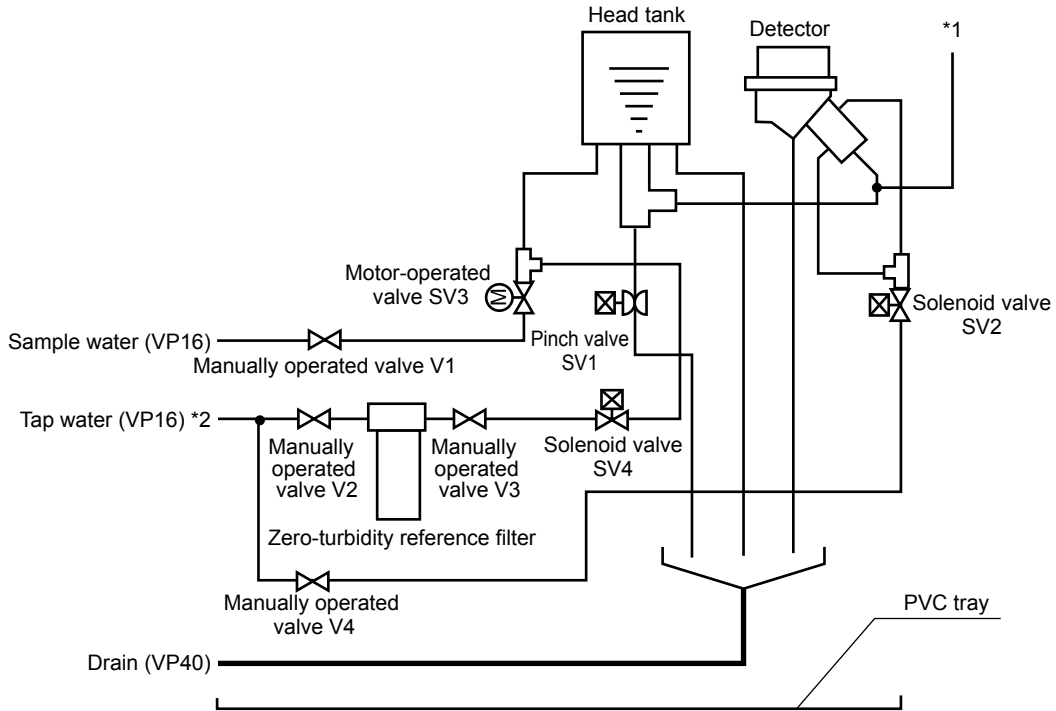 Head tank
Detector
*1
Motor-operated
valve SV3
M
Pinch valve
SV1
Solenoid valve
SV2
Sample water (VP16)
Manually operated valve V1
Tap water (VP16) *2
Manually
operated
valve V2
Manually
operated
valve V3
Solenoid valve
SV4
Zero-turbidity reference filter
Manually operated
valve V4
PVC tray
Drain (VP40)